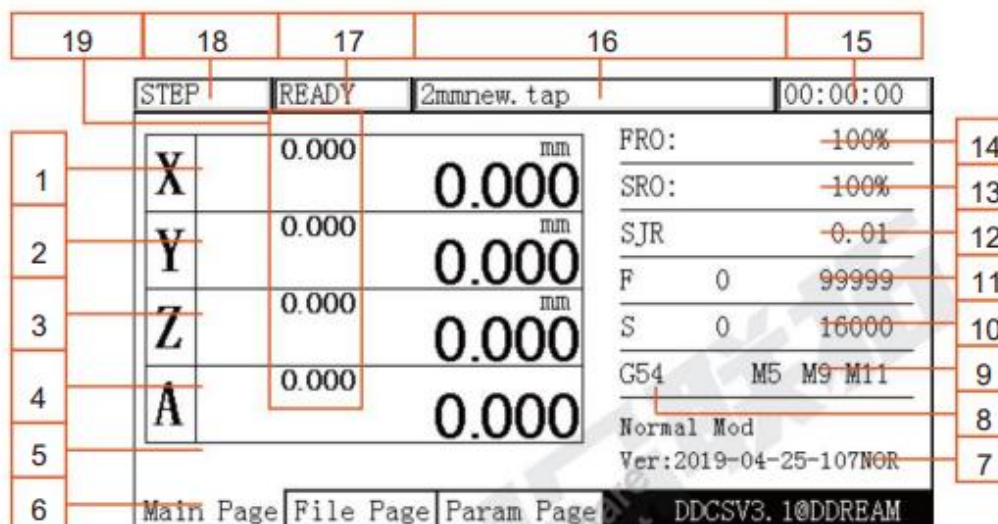 19 18 17 16 15
STEP READY 2mmnew.tap 00:00:00
1 X 0.000 mm 0.000 FRO: 100% 14
SRO: 100% 13
2 Y 0.000 mm 0.000 SJR 0.01 12
F 0 99999 11
3 Z 0.000 mm 0.000 S 0 16000 10
G54 M5 M9 M11 9
4 A 0.000 0.000 8
Normal Mod
5 Ver:2019-04-25-107NOR 7
6 Main Page File Page Param Page DDCSV3.1@DDREAM